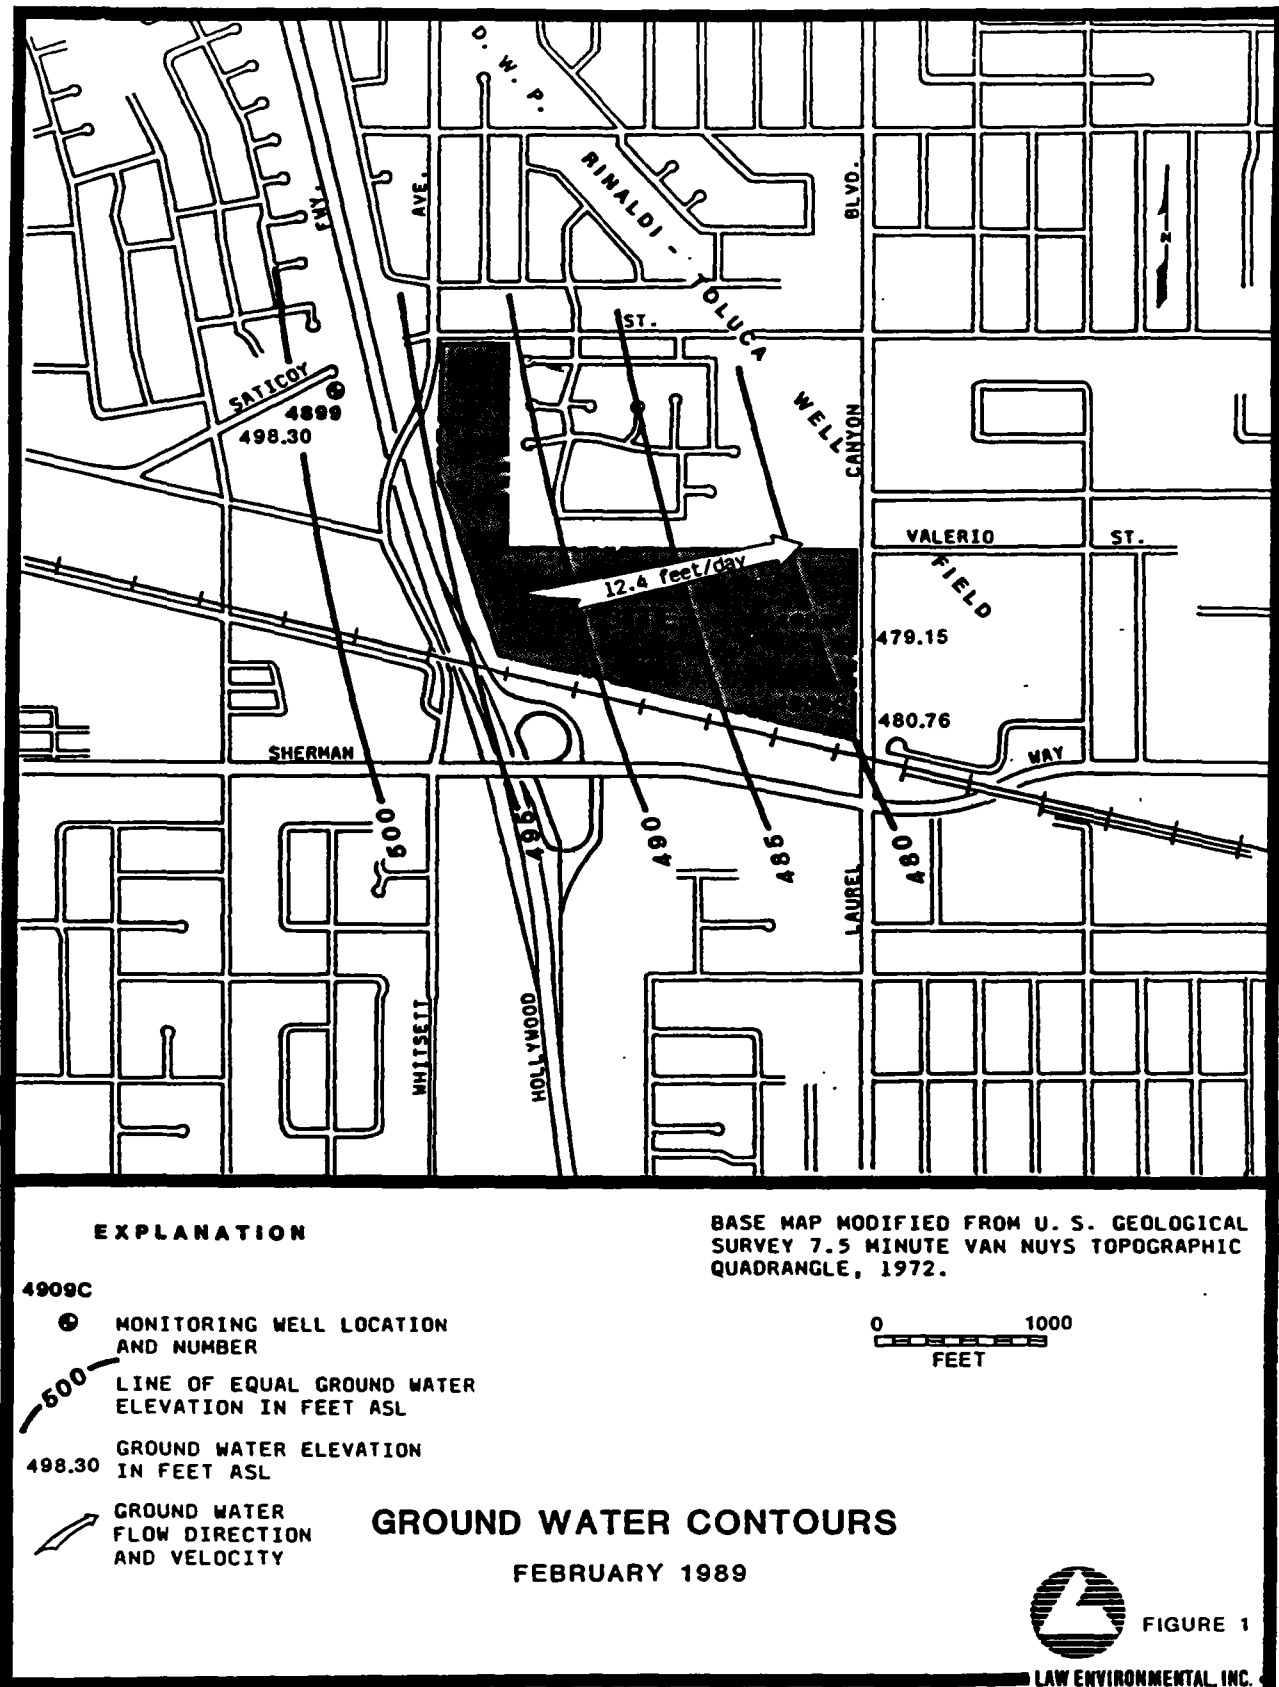 D. W. P.
RINALDI - TOLUCA
WELL
FIELD
FWY.
AVE.
BLVD.
N
ST.
SATICOY
4899
498.30
CANYON
VALERIO ST.
12.4 feet/day
479.15
480.76
SHERMAN
WAY
500
495
490
485
480
LAUREL
WHITSETT
HOLLYWOOD
EXPLANATION
BASE MAP MODIFIED FROM U. S. GEOLOGICAL
SURVEY 7.5 MINUTE VAN NUYS TOPOGRAPHIC
QUADRANGLE, 1972.
4909C
MONITORING WELL LOCATION
AND NUMBER
0 1000
FEET
500
LINE OF EQUAL GROUND WATER
ELEVATION IN FEET ASL
498.30
GROUND WATER ELEVATION
IN FEET ASL
GROUND WATER
FLOW DIRECTION
AND VELOCITY
GROUND WATER CONTOURS
FEBRUARY 1989
FIGURE 1
LAW ENVIRONMENTAL, INC.